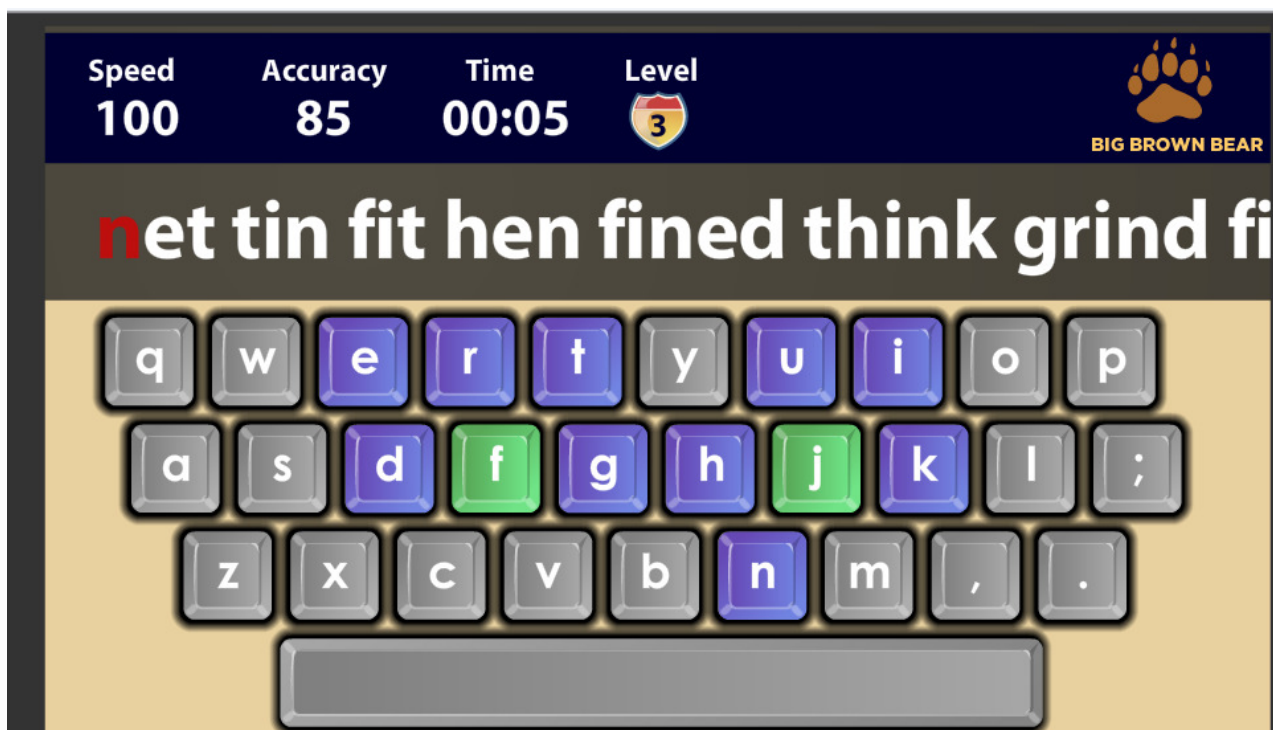 Speed Accuracy Time Level
100 85 00:05 3
BIG BROWN BEAR
net tin fit hen fined think grind fi
q w e r t y u i o p
a s d f g h j k l ;
z x c v b n m , .